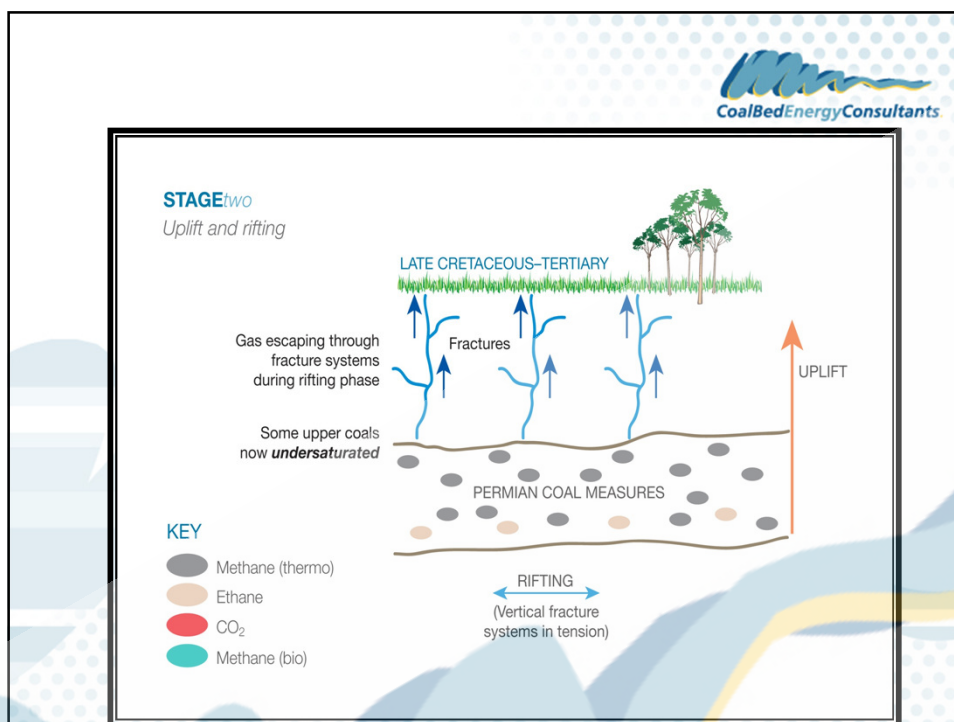 CoalBedEnergyConsultants
STAGEtwo
Uplift and rifting
LATE CRETACEOUS–TERTIARY
Gas escaping through
fracture systems
during rifting phase
Fractures
UPLIFT
Some upper coals
now undersaturated
PERMIAN COAL MEASURES
KEY
Methane (thermo)
Ethane
CO₂
Methane (bio)
RIFTING
(Vertical fracture
systems in tension)